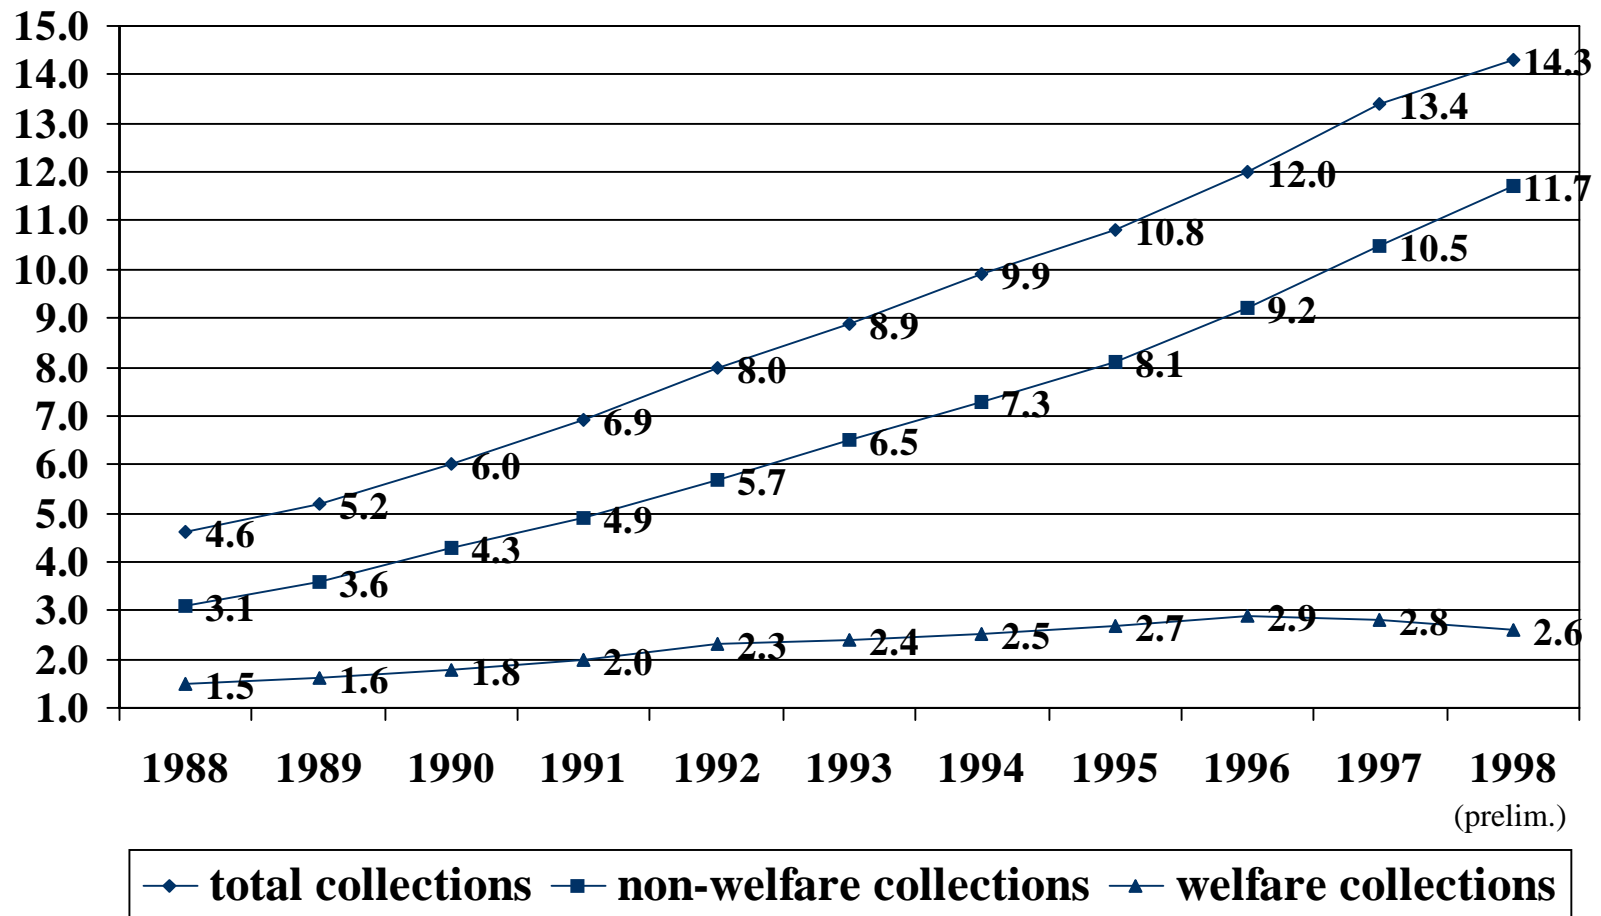 15.0
14.0
13.0
12.0
11.0
10.0
9.0
8.0
7.0
6.0
5.0
4.0
3.0
2.0
1.0
4.6 5.2 6.0 6.9 8.0 8.9 9.9 10.8 12.0 13.4 14.3
3.1 3.6 4.3 4.9 5.7 6.5 7.3 8.1 9.2 10.5 11.7
1.5 1.6 1.8 2.0 2.3 2.4 2.5 2.7 2.9 2.8 2.6
1988 1989 1990 1991 1992 1993 1994 1995 1996 1997 1998
(prelim.)
total collections non-welfare collections welfare collections